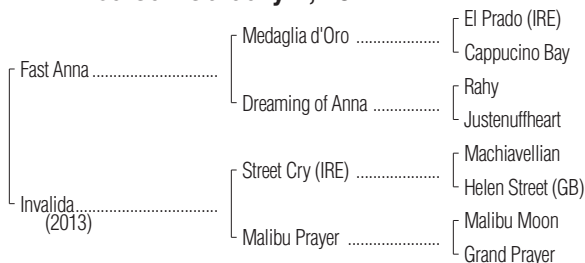 El Prado (IRE)
Medaglia d'Oro ....................
Cappucino Bay
Fast Anna ..............................
Rahy
Dreaming of Anna ................
Justenuffheart
Machiavellian
Street Cry (IRE) ....................
Helen Street (GB)
Invalida...................................
(2013)
Malibu Moon
Malibu Prayer .......................
Grand Prayer